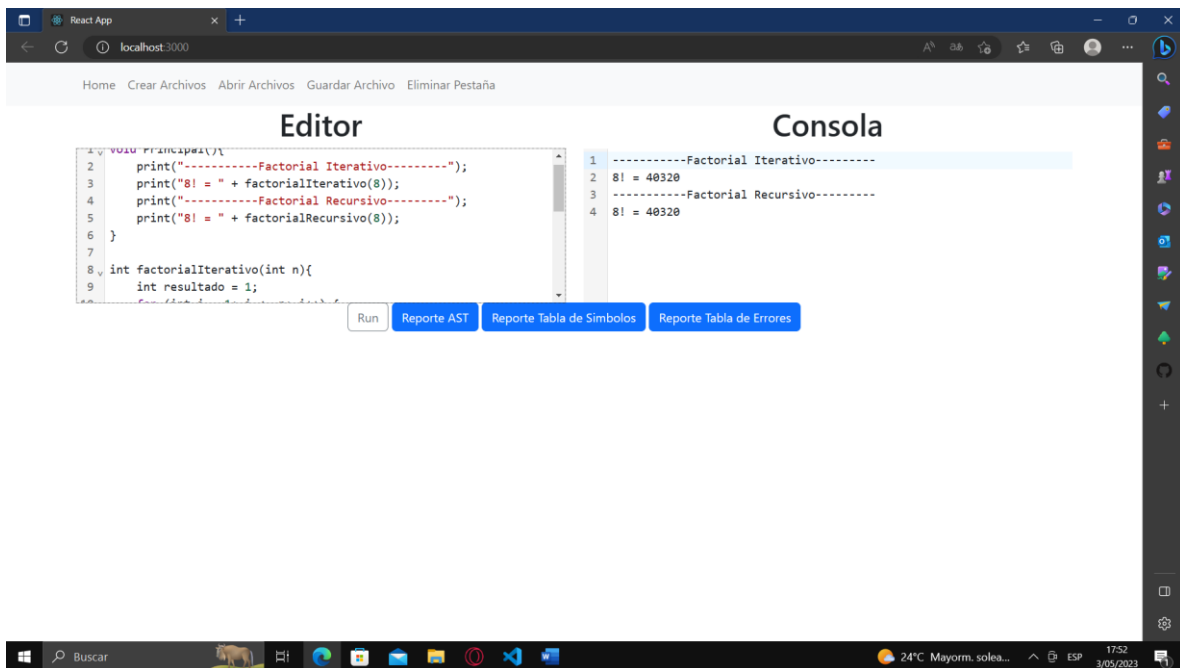 React App
localhost:3000
Home Crear Archivos Abrir Archivos Guardar Archivo Eliminar Pestaña
Editor
1 void Principal(){
2 print("-----------Factorial Iterativo---------");
3 print("8! = " + factorialIterativo(8));
4 print("-----------Factorial Recursivo---------");
5 print("8! = " + factorialRecursivo(8));
6 }
7
8 int factorialIterativo(int n){
9 int resultado = 1;
Consola
1 -----------Factorial Iterativo---------
2 8! = 40320
3 -----------Factorial Recursivo---------
4 8! = 40320
Run Reporte AST Reporte Tabla de Simbolos Reporte Tabla de Errores
Buscar
24°C Mayorm. solea... ESP
17:52
3/05/2023